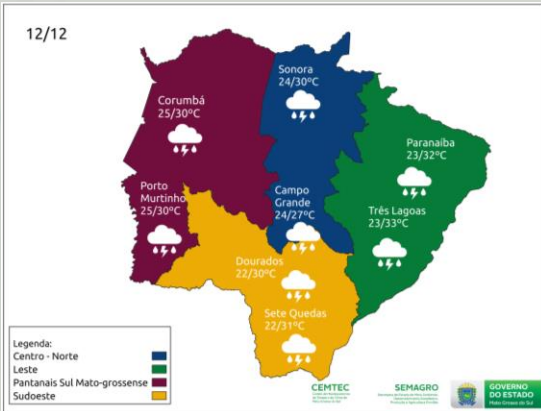 12/12
Sonora
24/30ºC
Corumbá
25/30ºC
Paranaíba
23/32ºC
Porto
Murtinho
25/30ºC
Campo
Grande
24/27ºC
Três Lagoas
23/33ºC
Dourados
22/30ºC
Sete Quedas
22/31ºC
Legenda:
Centro - Norte
Leste
Pantanais Sul Mato-grossense
Sudoeste
CEMTEC
SEMAGRO
GOVERNO
DO ESTADO
Mato Grosso do Sul